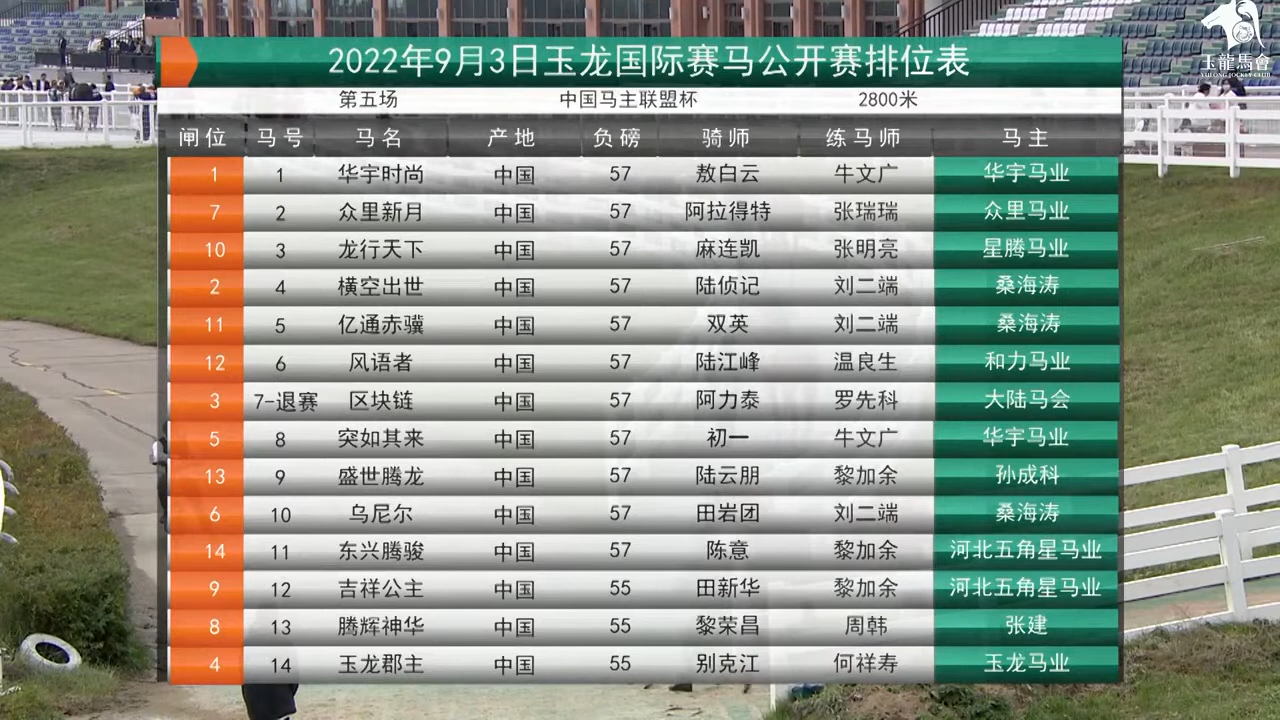 2022年9月3日玉龙国际赛马公开赛排位表
玉龍馬會
YULONG JOCKEY CLUB
第五场 中国马主联盟杯 2800米
闸位 马号 马名 产地 负磅 骑师 练马师 马主
1 1 华宇时尚 中国 57 敖白云 牛文广 华宇马业
7 2 众里新月 中国 57 阿拉得特 张瑞瑞 众里马业
10 3 龙行天下 中国 57 麻连凯 张明亮 星腾马业
2 4 横空出世 中国 57 陆侦记 刘二端 桑海涛
11 5 亿通赤骥 中国 57 双英 刘二端 桑海涛
12 6 风语者 中国 57 陆江峰 温良生 和力马业
3 7-退赛 区块链 中国 57 阿力泰 罗先科 大陆马会
5 8 突如其来 中国 57 初一 牛文广 华宇马业
13 9 盛世腾龙 中国 57 陆云朋 黎加余 孙成科
6 10 乌尼尔 中国 57 田岩团 刘二端 桑海涛
14 11 东兴腾骏 中国 57 陈意 黎加余 河北五角星马业
9 12 吉祥公主 中国 55 田新华 黎加余 河北五角星马业
8 13 腾辉神华 中国 55 黎荣昌 周韩 张建
4 14 玉龙郡主 中国 55 别克江 何祥寿 玉龙马业